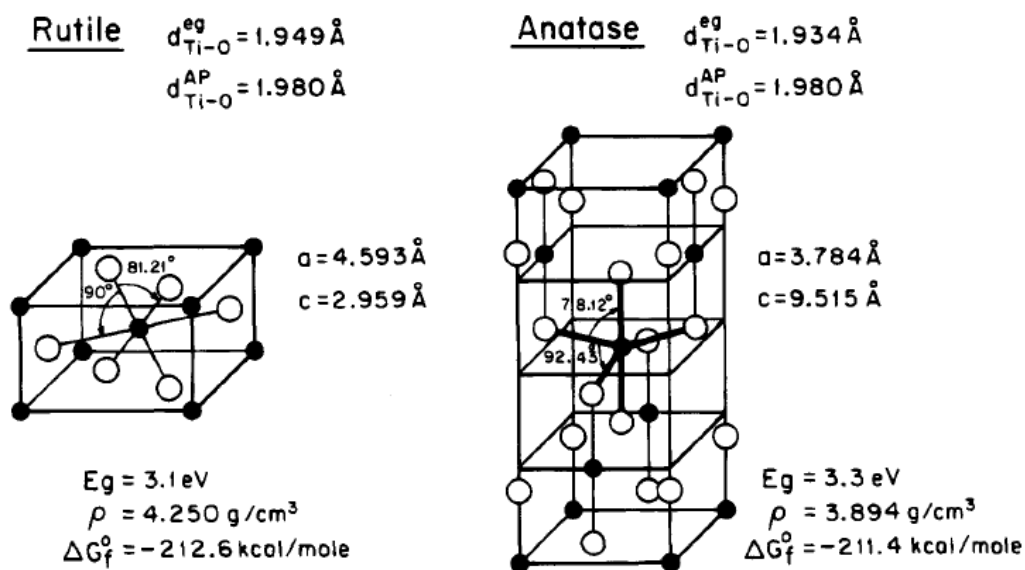 Rutile
d^eg_Ti-O = 1.949 Å
d^AP_Ti-O = 1.980 Å
81.21°
90°
a = 4.593 Å
c = 2.959 Å
Eg = 3.1 eV
ρ = 4.250 g/cm³
ΔG°f = -212.6 kcal/mole
Anatase
d^eg_Ti-O = 1.934 Å
d^AP_Ti-O = 1.980 Å
78.12°
92.43°
a = 3.784 Å
c = 9.515 Å
Eg = 3.3 eV
ρ = 3.894 g/cm³
ΔG°f = -211.4 kcal/mole